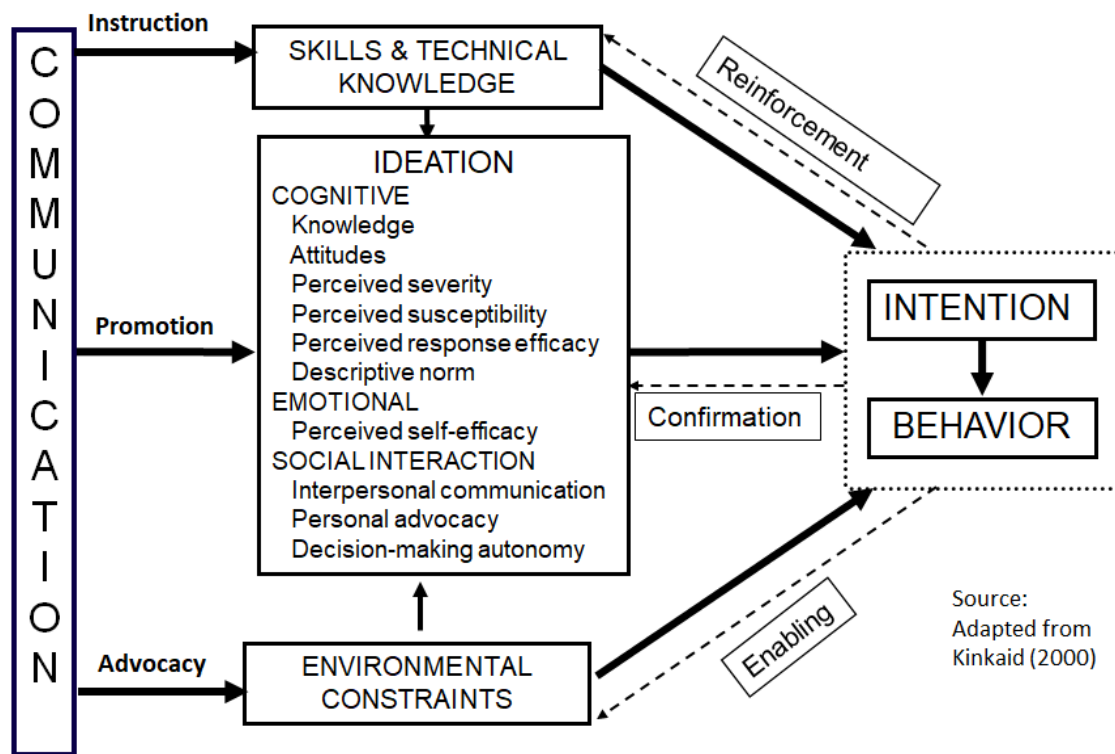 COMMUNICATION
Instruction
SKILLS & TECHNICAL
KNOWLEDGE
Reinforcement
IDEATION
COGNITIVE
Knowledge
Attitudes
Perceived severity
Perceived susceptibility
Promotion
Perceived response efficacy
Descriptive norm
EMOTIONAL
Perceived self-efficacy
SOCIAL INTERACTION
Interpersonal communication
Personal advocacy
Decision-making autonomy
INTENTION
Confirmation
BEHAVIOR
Advocacy
ENVIRONMENTAL
CONSTRAINTS
Enabling
Source:
Adapted from
Kinkaid (2000)